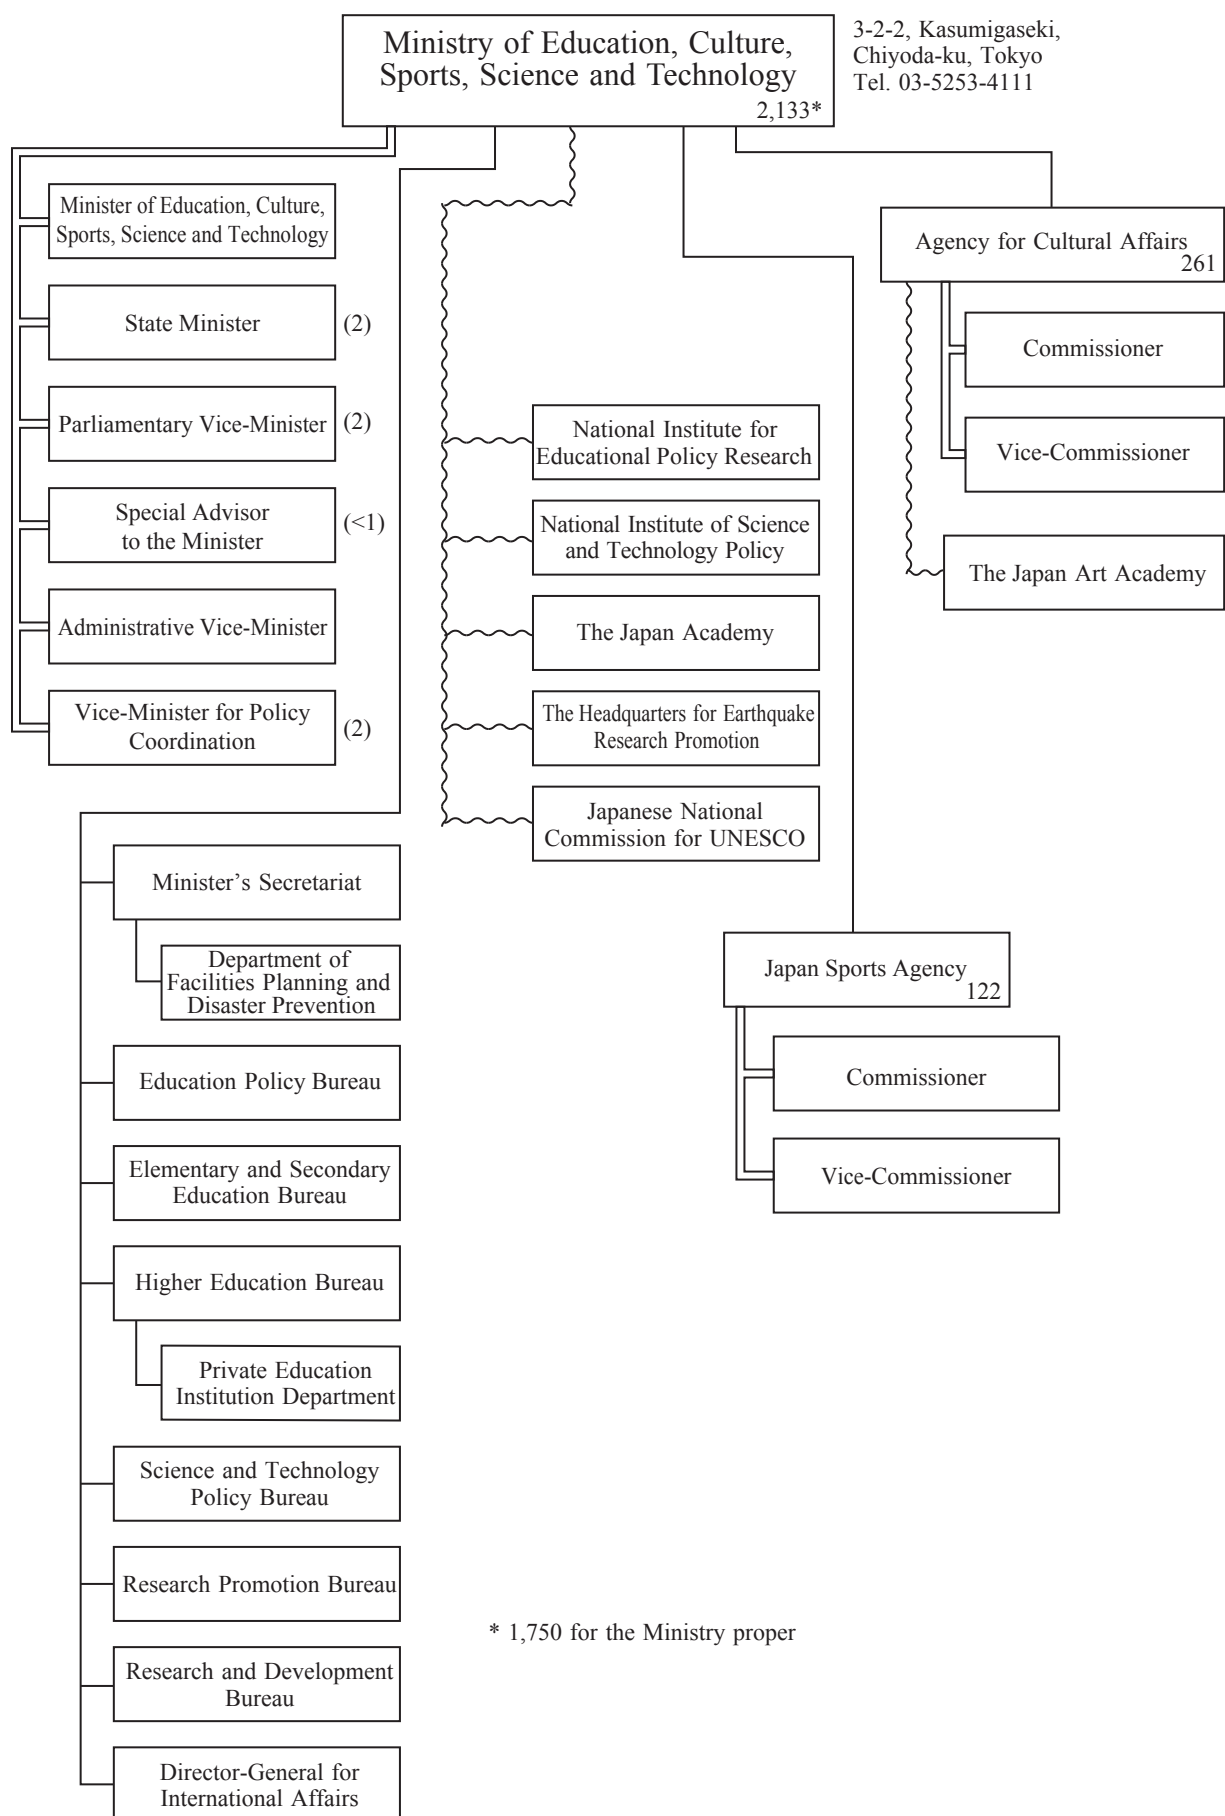 Ministry of Education, Culture,
Sports, Science and Technology
2,133*
3-2-2, Kasumigaseki,
Chiyoda-ku, Tokyo
Tel. 03-5253-4111
Minister of Education, Culture,
Sports, Science and Technology
State Minister
(2)
Parliamentary Vice-Minister
(2)
Special Advisor
to the Minister
(<1)
Administrative Vice-Minister
Vice-Minister for Policy
Coordination
(2)
Minister’s Secretariat
Department of
Facilities Planning and
Disaster Prevention
Education Policy Bureau
Elementary and Secondary
Education Bureau
Higher Education Bureau
Private Education
Institution Department
Science and Technology
Policy Bureau
Research Promotion Bureau
Research and Development
Bureau
Director-General for
International Affairs
National Institute for
Educational Policy Research
National Institute of Science
and Technology Policy
The Japan Academy
The Headquarters for Earthquake
Research Promotion
Japanese National
Commission for UNESCO
Japan Sports Agency
122
Commissioner
Vice-Commissioner
Agency for Cultural Affairs
261
Commissioner
Vice-Commissioner
The Japan Art Academy
* 1,750 for the Ministry proper